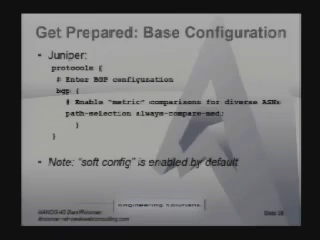 Get Prepared: Base Configuration
• Juniper:
protocols {
# Enter BGP configuration
bgp {
# Enable "metric" comparisons for diverse ASNs
path-selection always-compare-med;
}
}
• Note: "soft config" is enabled by default
engineering solutions
Slide